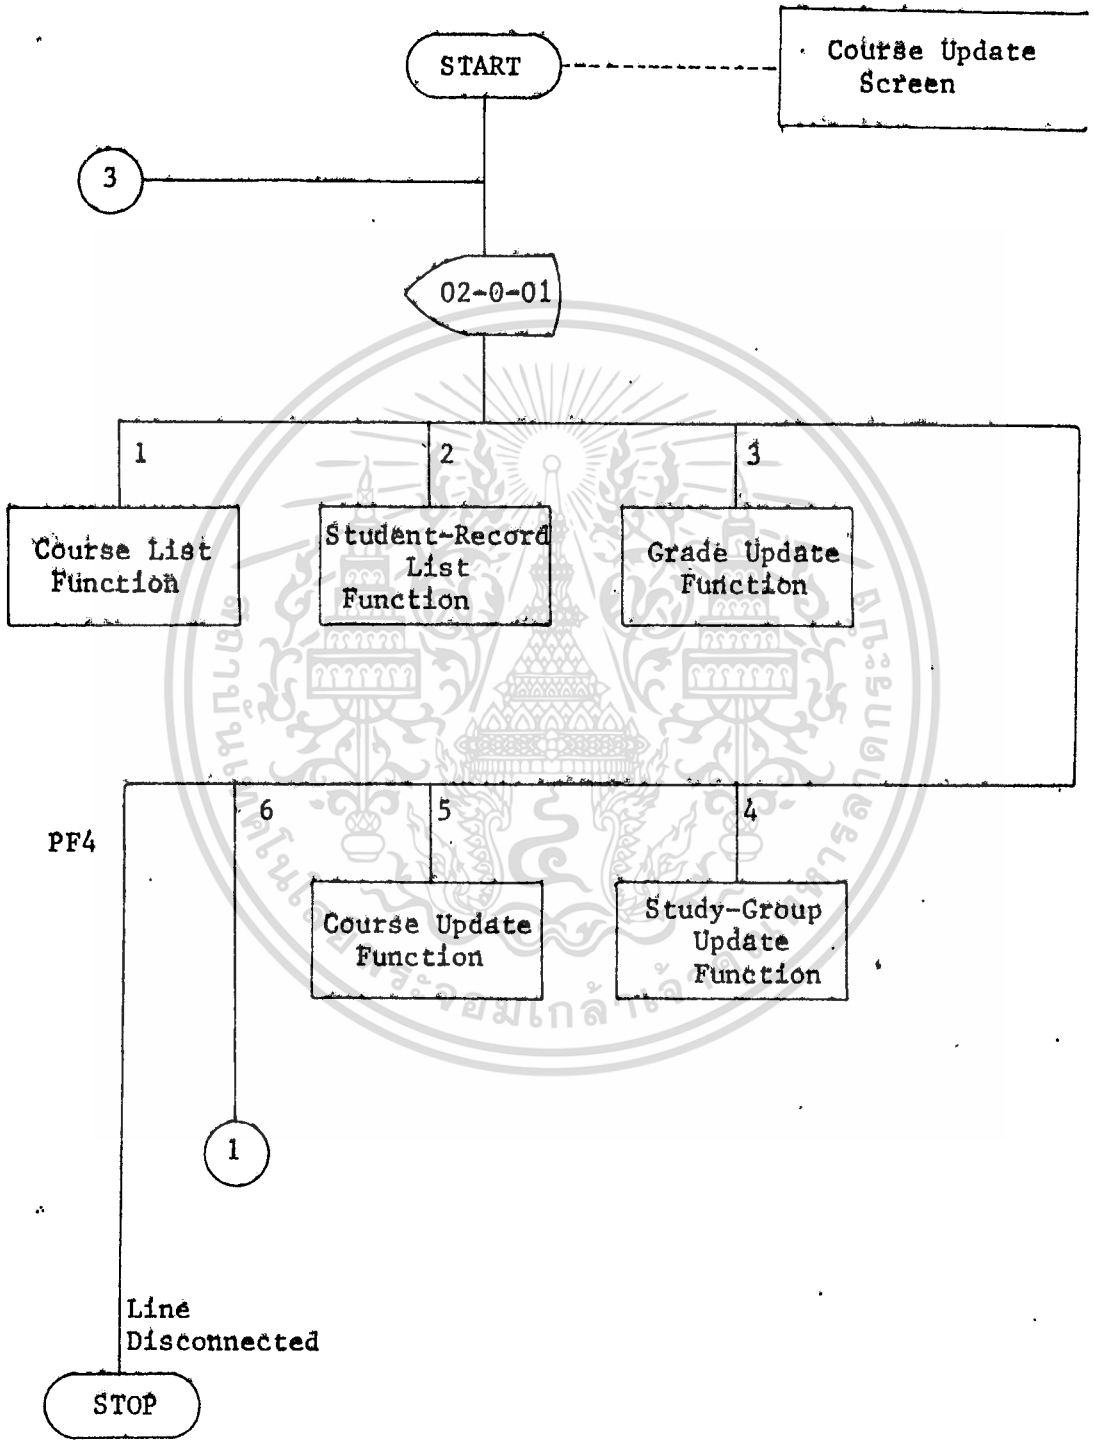 START
Course Update
Screen
3
02-0-01
1
2
3
Course List
Function
Student-Record
List
Function
Grade Update
Function
6
5
4
PF4
Course Update
Function
Study-Group
Update
Function
1
Line
Disconnected
STOP